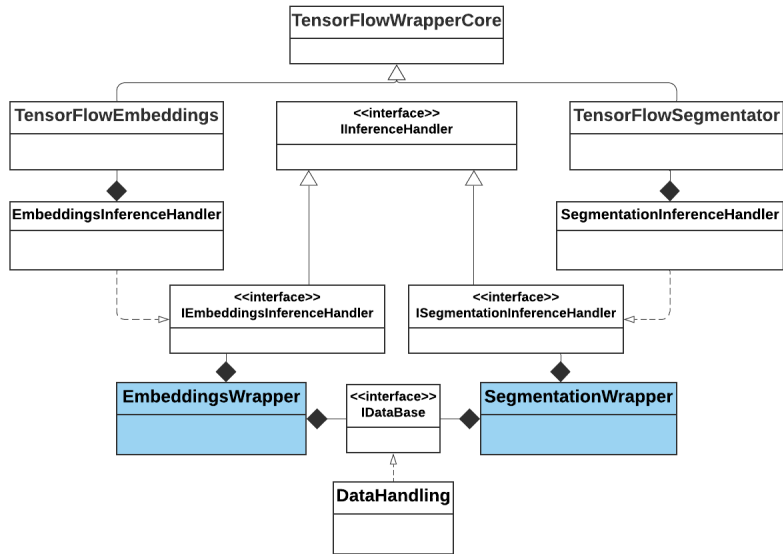 TensorFlowWrapperCore
TensorFlowEmbeddings
<<interface>>
IInferenceHandler
TensorFlowSegmentator
EmbeddingsInferenceHandler
SegmentationInferenceHandler
<<interface>>
IEmbeddingsInferenceHandler
<<interface>>
ISegmentationInferenceHandler
EmbeddingsWrapper
<<interface>>
IDataBase
SegmentationWrapper
DataHandling